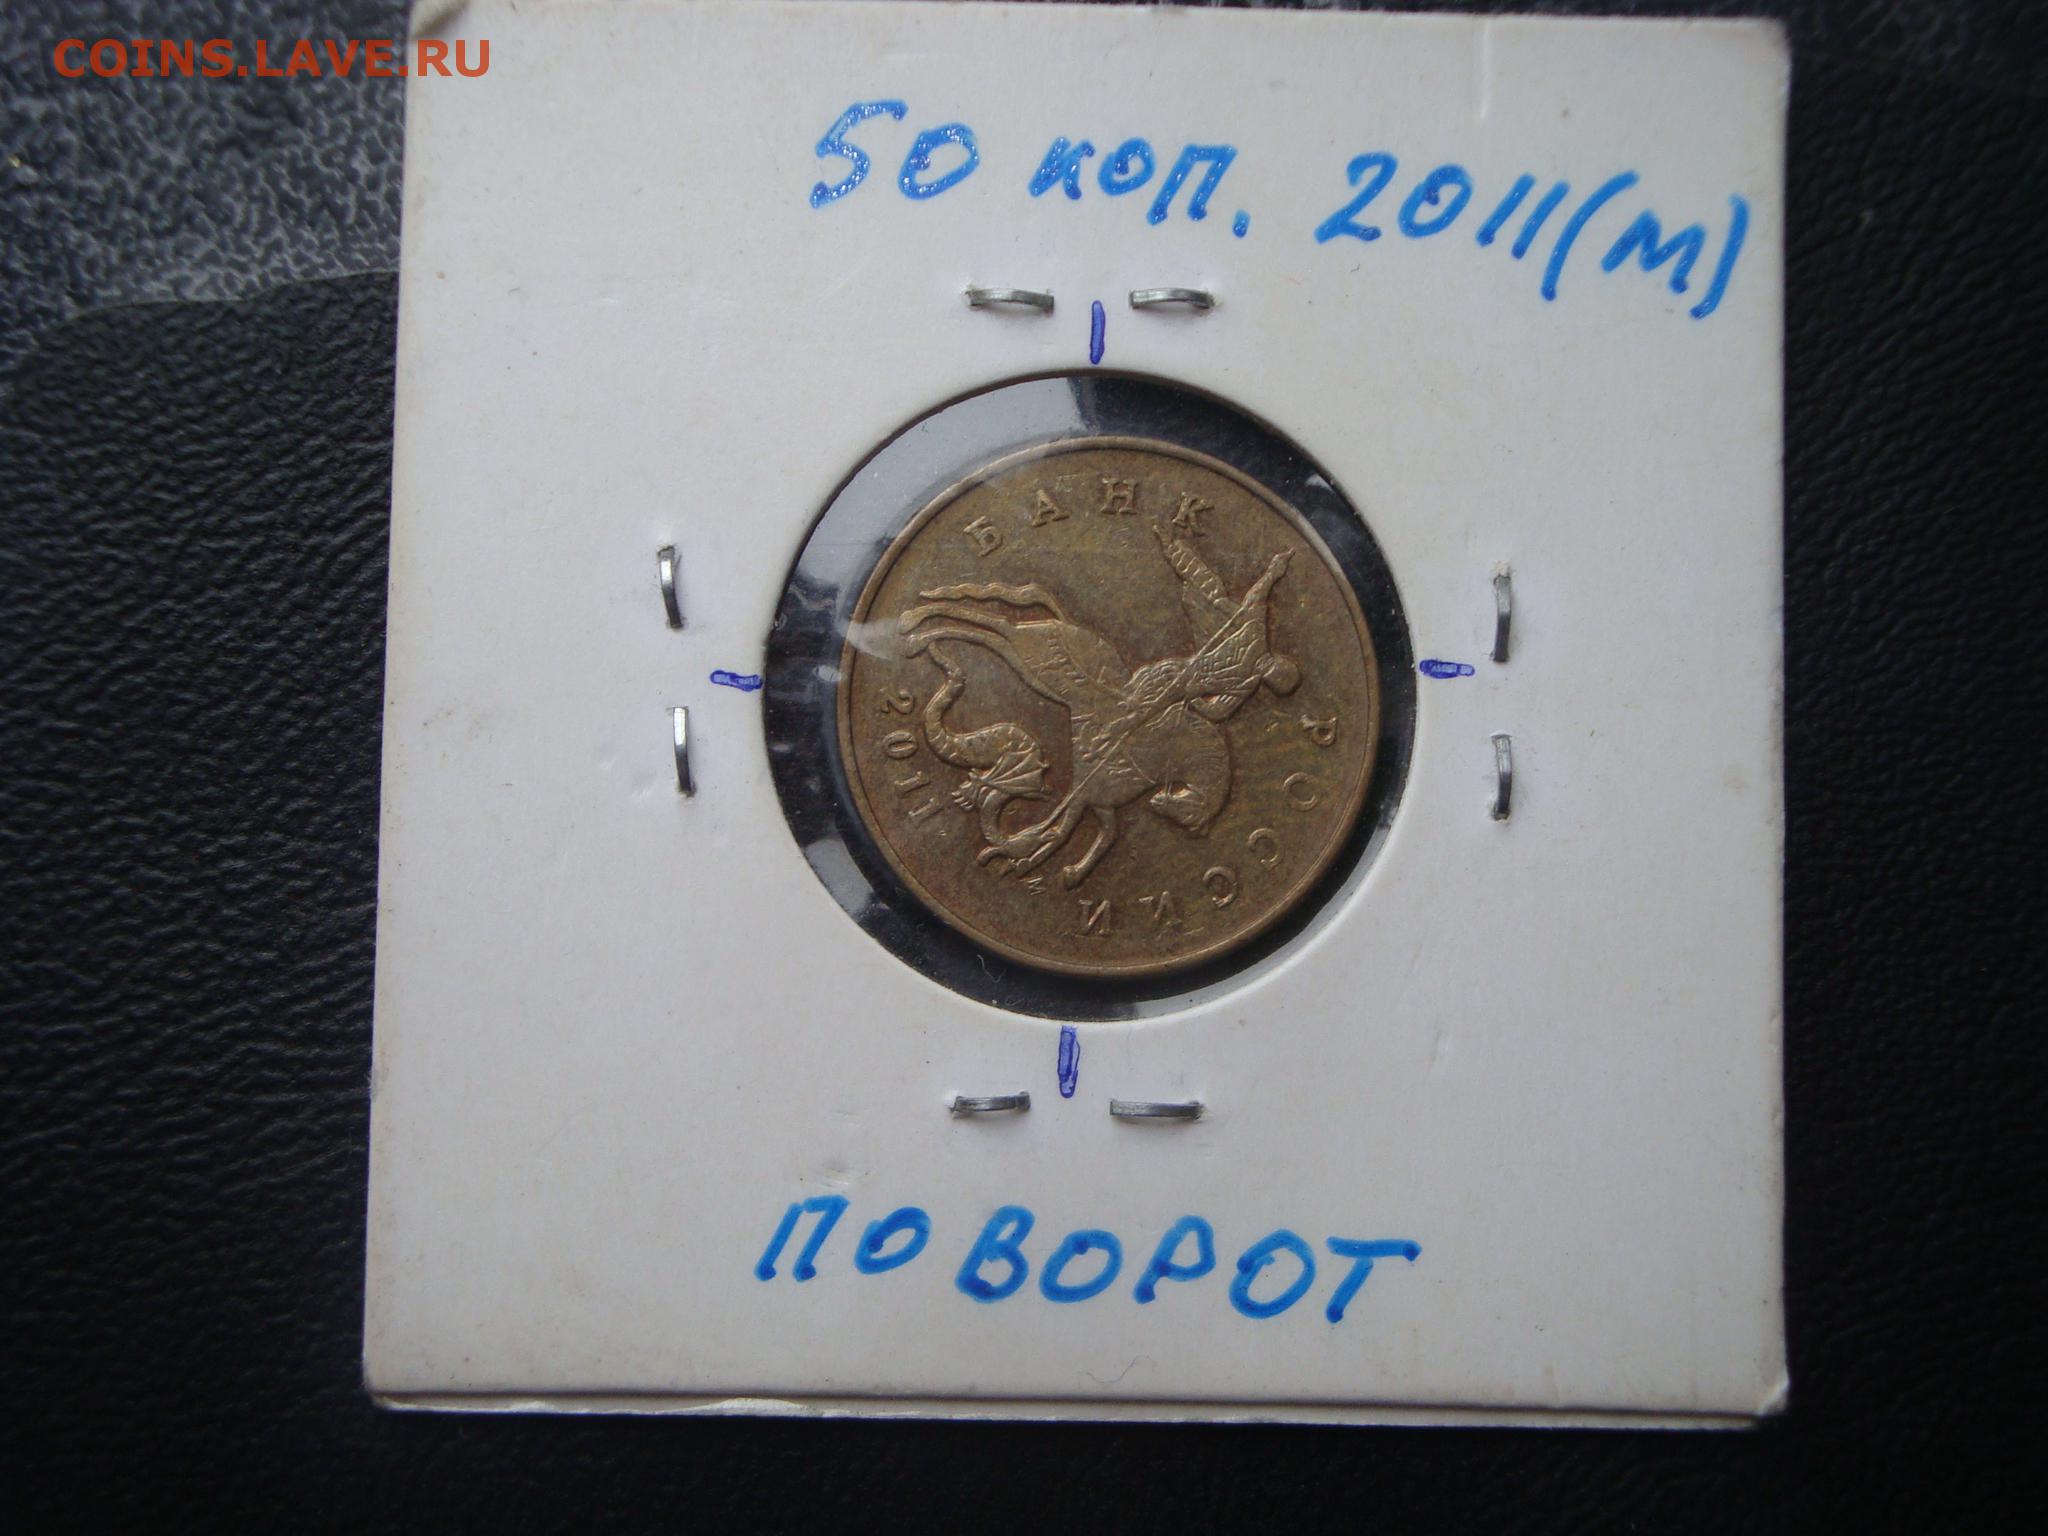 COINS.LAVE.RU
50 коп. 2011(м)
БАНК РОССИИ
2011
М
ПОВОРОТ